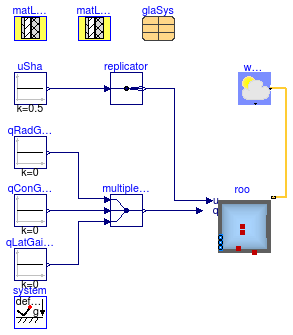 matL...
matL...
glaSys
uSha
replicator
w...
k=0.5
qRadG...
k=0
qConG...
multiple...
roo
u
q
k=0
qLatGai...
k=0
system
def...
g